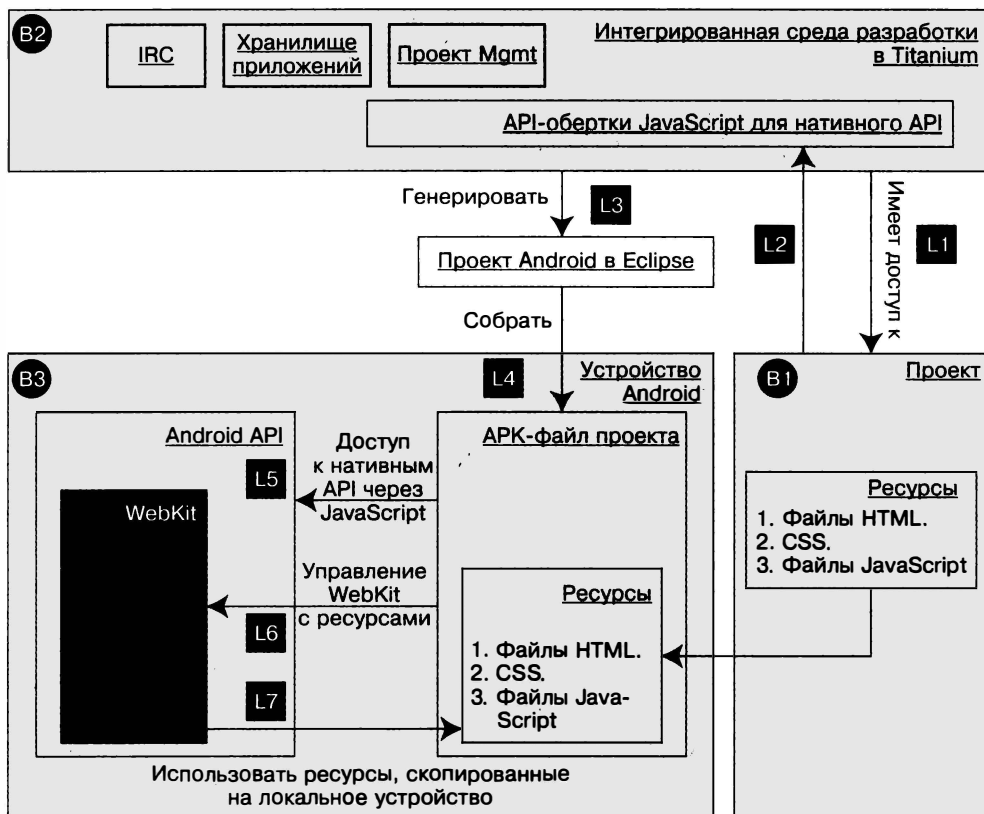 B2
IRC
Хранилище
приложений
Проект Mgmt
Интегрированная среда разработки
в Titanium
API-обертки JavaScript для нативного API
Генерировать
L3
L2
Имеет доступ к
L1
Проект Android в Eclipse
Собрать
B3
L4
Устройство
Android
B1
Проект
Android API
APK-файл проекта
L5
Доступ
к нативным
API через
JavaScript
WebKit
Ресурсы
1. Файлы HTML.
2. CSS.
3. Файлы JavaScript
Управление
WebKit
с ресурсами
L6
L7
Ресурсы
1. Файлы HTML.
2. CSS.
3. Файлы Java-
Script
Использовать ресурсы, скопированные
на локальное устройство